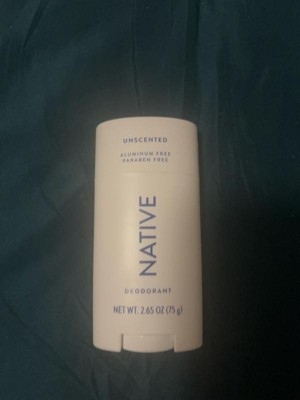 UNSCENTED
ALUMINUM FREE
PARABEN FREE
NATIVE
DEODORANT
NET WT. 2.65 OZ (75 g)